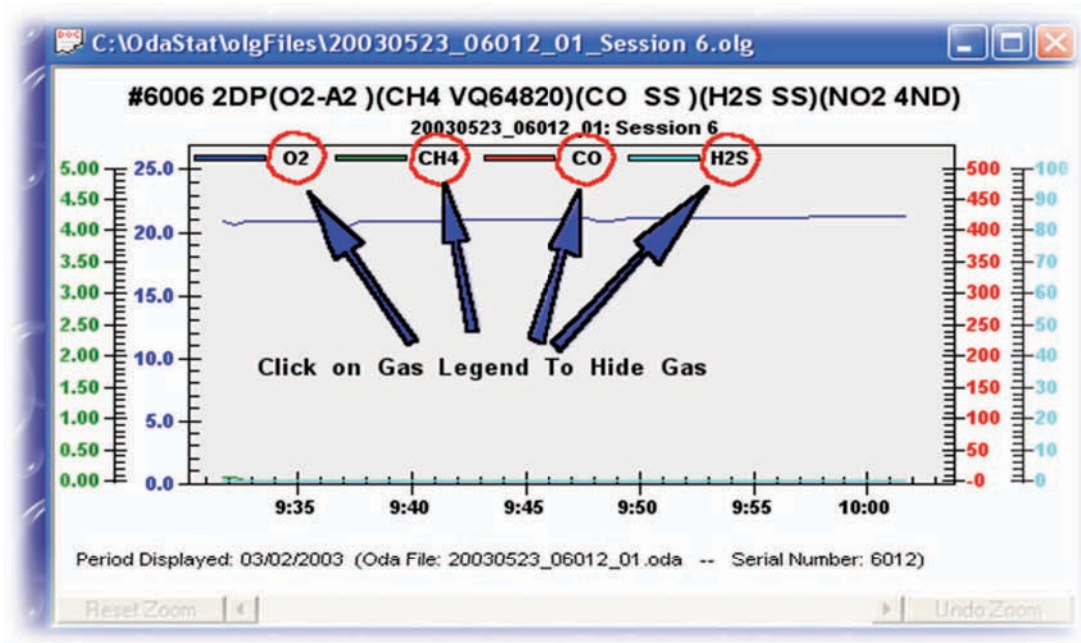 C:\OdaStat\olgFiles\20030523_06012_01_Session 6.olg
#6006 2DP(O2-A2 )(CH4 VQ64820)(CO SS )(H2S SS)(NO2 4ND)
20030523_06012_01: Session 6
O2 CH4 CO H2S
5.00 25.0 500 100
4.50 450 90
4.00 20.0 400 80
3.50 350 70
3.00 15.0 300 60
2.50 250 50
2.00 10.0 200 40
Click on Gas Legend To Hide Gas
1.50 150 30
1.00 5.0 100 20
0.50 50 10
0.00 0.0 0 0
9:35 9:40 9:45 9:50 9:55 10:00
Period Displayed: 03/02/2003 (Oda File: 20030523_06012_01.oda -- Serial Number: 6012)
Reset Zoom Undo Zoom